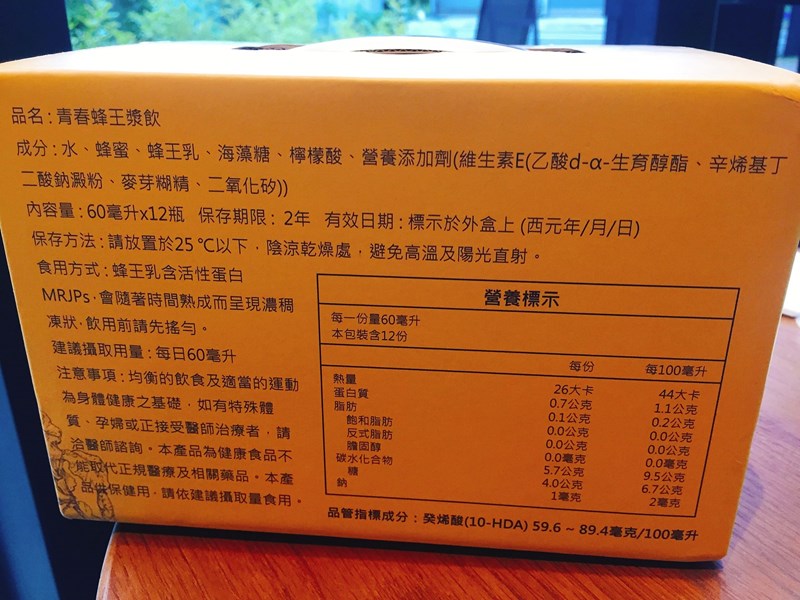 品名:青春蜂王漿飲
成分:水、蜂蜜、蜂王乳、海藻糖、檸檬酸、營養添加劑(維生素E(乙酸d-α-生育醇酯、辛烯基丁
二酸鈉澱粉、麥芽糊精、二氧化矽))
內容量:60毫升x12瓶 保存期限:2年 有效日期:標示於外盒上(西元年/月/日)
保存方法:請放置於25℃以下,陰涼乾燥處,避免高溫及陽光直射。
食用方式:蜂王乳含活性蛋白
MRJPs,會隨著時間熟成而呈現濃稠
凍狀,飲用前請先搖勻。
建議攝取用量:每日60毫升
注意事項:均衡的飲食及適當的運動
為身體健康之基礎,如有特殊體
質、孕婦或正接受醫師治療者,請
洽醫師諮詢。本產品為健康食品不
能取代正規醫療及相關藥品。本產
品供保健用,請依建議攝取量食用。
營養標示
每一份量60毫升
本包裝含12份
每份 每100毫升
熱量 26大卡 44大卡
蛋白質 0.7公克 1.1公克
脂肪 0.1公克 0.2公克
飽和脂肪 0.0公克 0.0公克
反式脂肪 0.0公克 0.0公克
膽固醇 0.0毫克 0.0毫克
碳水化合物 5.7公克 9.5公克
糖 4.0公克 6.7公克
鈉 1毫克 2毫克
品管指標成分:癸烯酸(10-HDA) 59.6 ~ 89.4毫克/100毫升